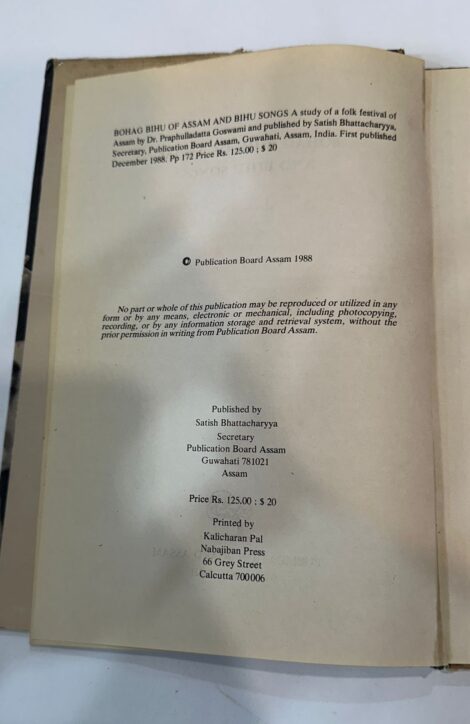 BOHAG BIHU OF ASSAM AND BIHU SONGS A study of a folk festival of
Assam by Dr. Praphulladatta Goswami and published by Satish Bhattacharyya,
Secretary, Publication Board Assam, Guwahati, Assam, India. First published
December 1988. Pp 172 Price Rs. 125.00 ; $ 20
© Publication Board Assam 1988
No part or whole of this publication may be reproduced or utilized in any
form or by any means, electronic or mechanical, including photocopying,
recording, or by any information storage and retrieval system, without the
prior permission in writing from Publication Board Assam.
Published by
Satish Bhattacharyya
Secretary
Publication Board Assam
Guwahati 781021
Assam
Price Rs. 125.00 ; $ 20
Printed by
Kalicharan Pal
Nabajiban Press
66 Grey Street
Calcutta 700006